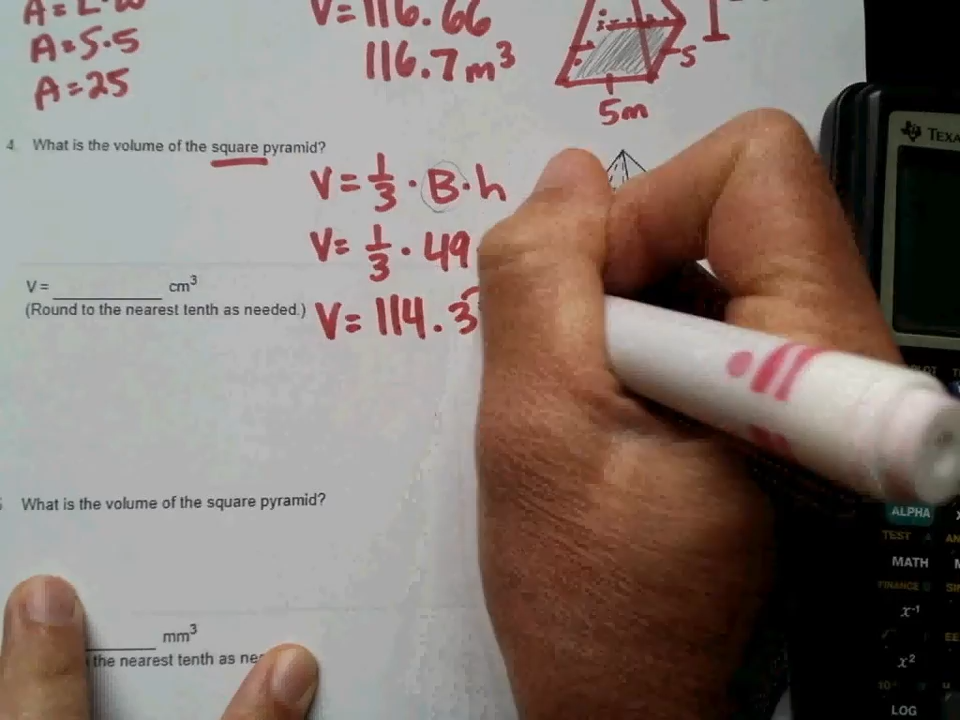 V=116.66
A=5.5
116.7m³
A=25
5
5m
TEXA
4 What is the volume of the square pyramid?
V=1/3·B·h
V=1/3·49
V= cm³
(Round to the nearest tenth as needed.)
V=114.3
What is the volume of the square pyramid?
mm³
the nearest tenth as
ALPHA
TEST A
MATH
x⁻¹
x²
LOG